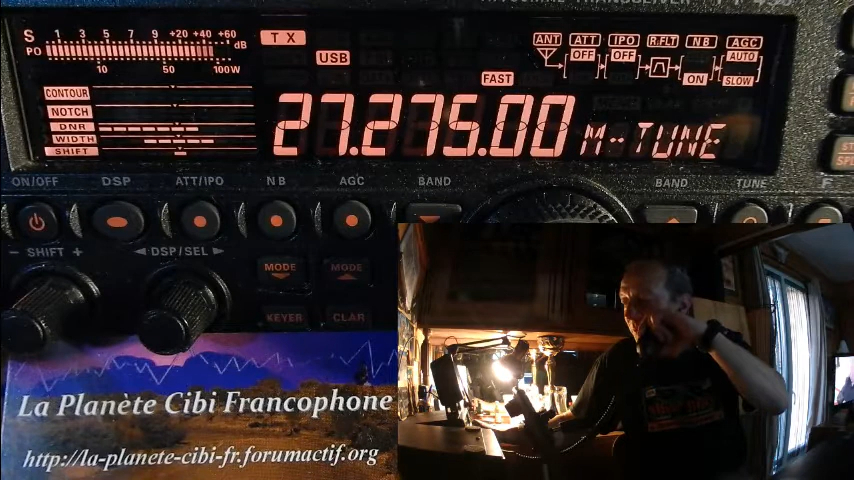 S 1 3 5 7 9 +20 +40 +60 dB
PO 10 50 100W
TX
USB
FAST
ANT ATT IPO R.FLT NB AGC
OFF OFF AUTO
ON SLOW
CONTOUR
NOTCH
DNR
WIDTH
SHIFT
27.275.00 M-TUNE
ON/OFF DSP ATT/IPO NB AGC BAND BAND TUNE
− SHIFT + ◀DSP/SEL▶ MODE MODE
KEYER CLAR
La Planète Cibi Francophone
http://la-planete-cibi-fr.forumactif.org